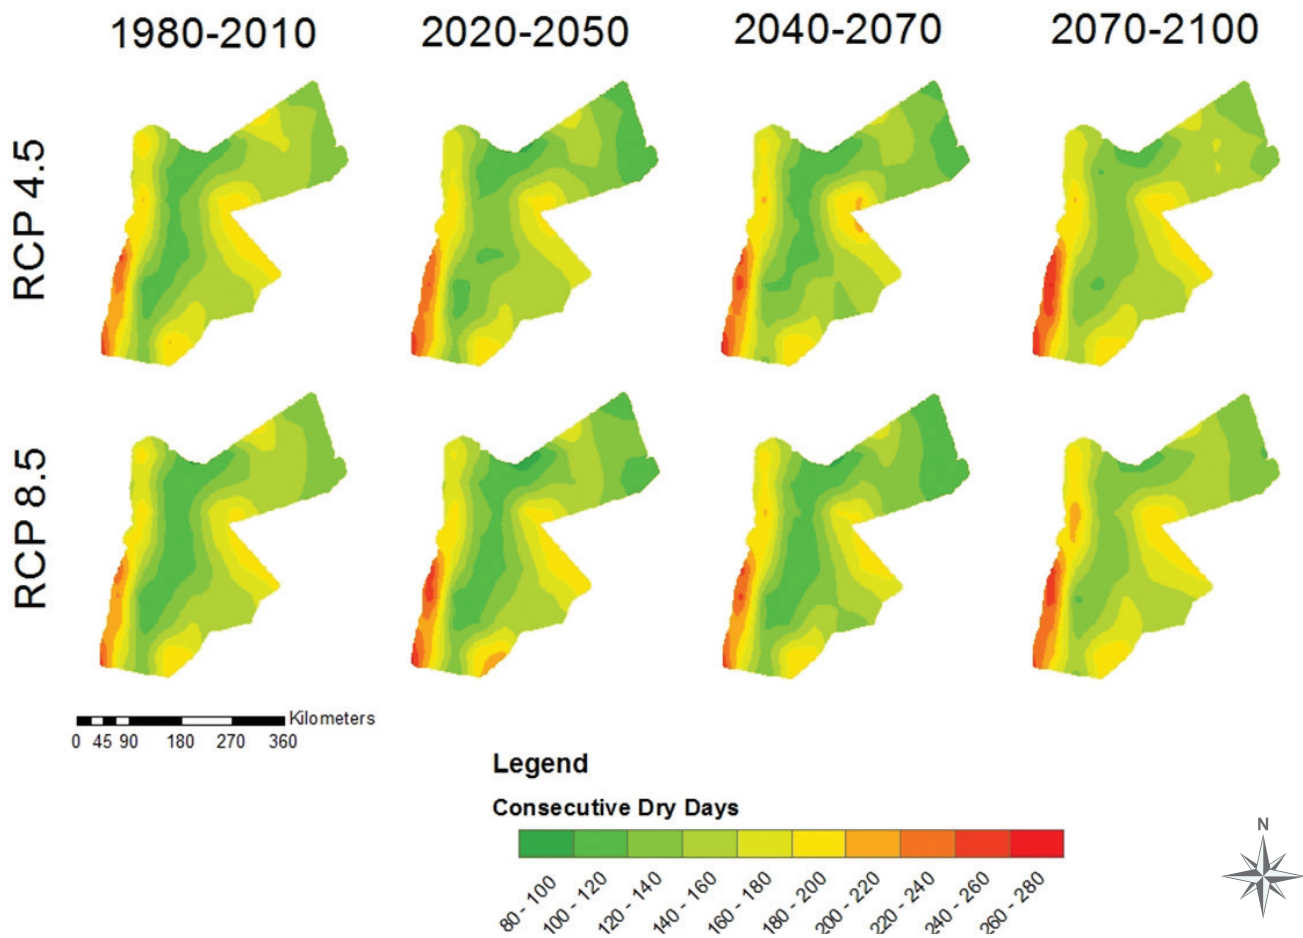 1980-2010 2020-2050 2040-2070 2070-2100
RCP 4.5
RCP 8.5
Kilometers
0 45 90 180 270 360
Legend
Consecutive Dry Days
80 - 100 100 - 120 120 - 140 140 - 160 160 - 180 180 - 200 200 - 220 220 - 240 240 - 260 260 - 280
N